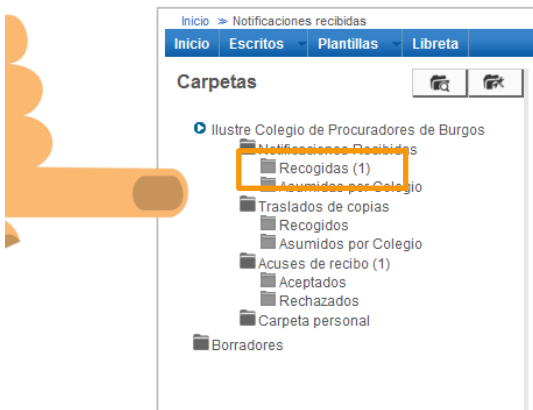 Inicio ≫ Notificaciones recibidas
Inicio Escritos Plantillas Libreta
Carpetas
Ilustre Colegio de Procuradores de Burgos
Notificaciones Recibidas
Recogidas (1)
Asumidas por Colegio
Traslados de copias
Recogidos
Asumidos por Colegio
Acuses de recibo (1)
Aceptados
Rechazados
Carpeta personal
Borradores